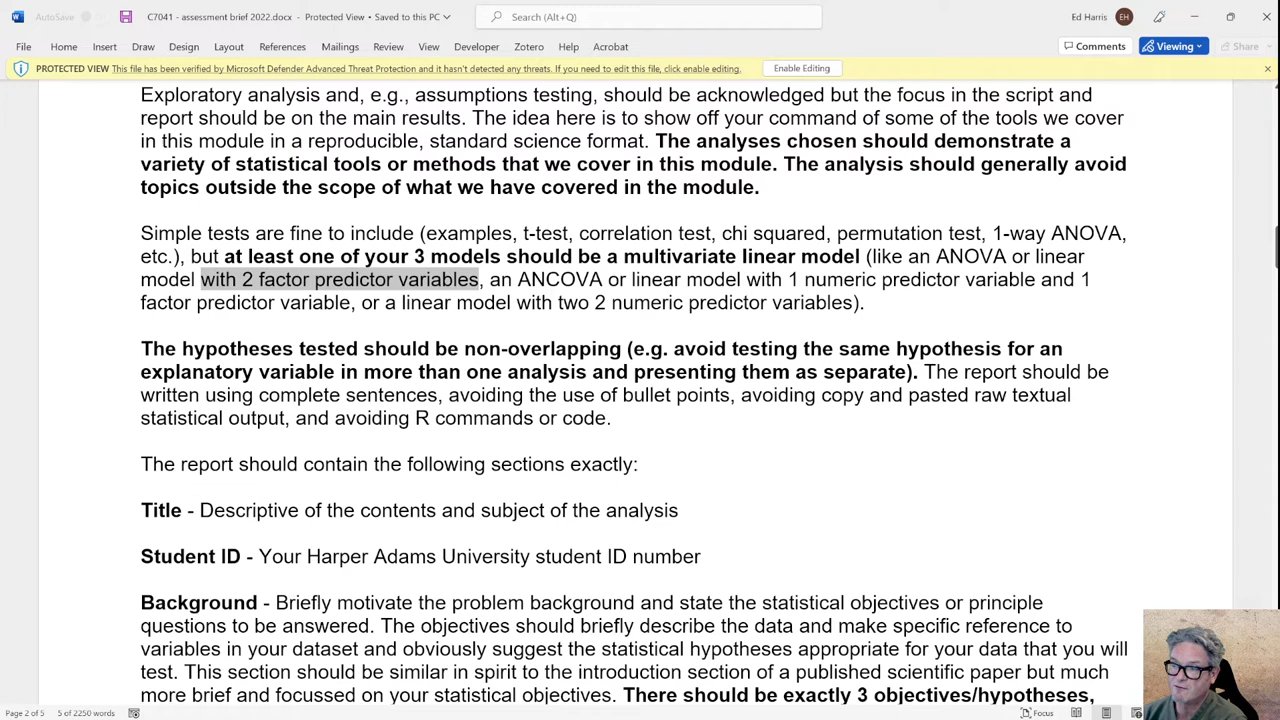 AutoSave
C7041 - assessment brief 2022.docx - Protected View • Saved to this PC
Search (Alt+Q)
Ed Harris
EH
File Home Insert Draw Design Layout References Mailings Review View Developer Zotero Help Acrobat
Comments
Viewing
Share
PROTECTED VIEW This file has been verified by Microsoft Defender Advanced Threat Protection and it hasn't detected any threats. If you need to edit this file, click enable editing.
Enable Editing
Exploratory analysis and, e.g., assumptions testing, should be acknowledged but the focus in the script and
report should be on the main results. The idea here is to show off your command of some of the tools we cover
in this module in a reproducible, standard science format. The analyses chosen should demonstrate a
variety of statistical tools or methods that we cover in this module. The analysis should generally avoid
topics outside the scope of what we have covered in the module.
Simple tests are fine to include (examples, t-test, correlation test, chi squared, permutation test, 1-way ANOVA,
etc.), but at least one of your 3 models should be a multivariate linear model (like an ANOVA or linear
model with 2 factor predictor variables, an ANCOVA or linear model with 1 numeric predictor variable and 1
factor predictor variable, or a linear model with two 2 numeric predictor variables).
The hypotheses tested should be non-overlapping (e.g. avoid testing the same hypothesis for an
explanatory variable in more than one analysis and presenting them as separate). The report should be
written using complete sentences, avoiding the use of bullet points, avoiding copy and pasted raw textual
statistical output, and avoiding R commands or code.
The report should contain the following sections exactly:
Title - Descriptive of the contents and subject of the analysis
Student ID - Your Harper Adams University student ID number
Background - Briefly motivate the problem background and state the statistical objectives or principle
questions to be answered. The objectives should briefly describe the data and make specific reference to
variables in your dataset and obviously suggest the statistical hypotheses appropriate for your data that you will
test. This section should be similar in spirit to the introduction section of a published scientific paper but much
more brief and focussed on your statistical objectives. There should be exactly 3 objectives/hypotheses,
Page 2 of 5 5 of 2250 words
Focus